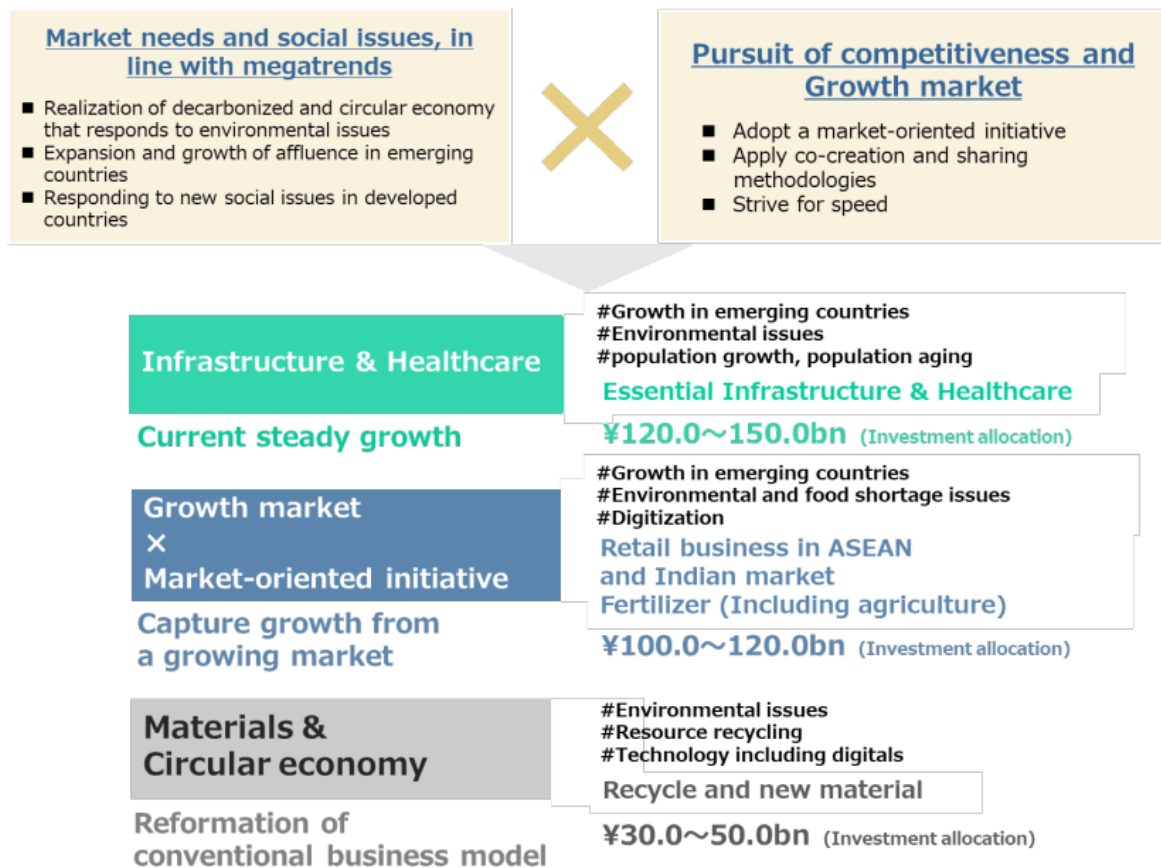 Market needs and social issues, in
line with megatrends
■ Realization of decarbonized and circular economy
that responds to environmental issues
■ Expansion and growth of affluence in emerging
countries
■ Responding to new social issues in developed
countries
Pursuit of competitiveness and
Growth market
■ Adopt a market-oriented initiative
■ Apply co-creation and sharing
methodologies
■ Strive for speed
Infrastructure & Healthcare
Current steady growth
#Growth in emerging countries
#Environmental issues
#population growth, population aging
Essential Infrastructure & Healthcare
¥120.0～150.0bn (Investment allocation)
Growth market
×
Market-oriented initiative
Capture growth from
a growing market
#Growth in emerging countries
#Environmental and food shortage issues
#Digitization
Retail business in ASEAN
and Indian market
Fertilizer (Including agriculture)
¥100.0～120.0bn (Investment allocation)
Materials &
Circular economy
Reformation of
conventional business model
#Environmental issues
#Resource recycling
#Technology including digitals
Recycle and new material
¥30.0～50.0bn (Investment allocation)